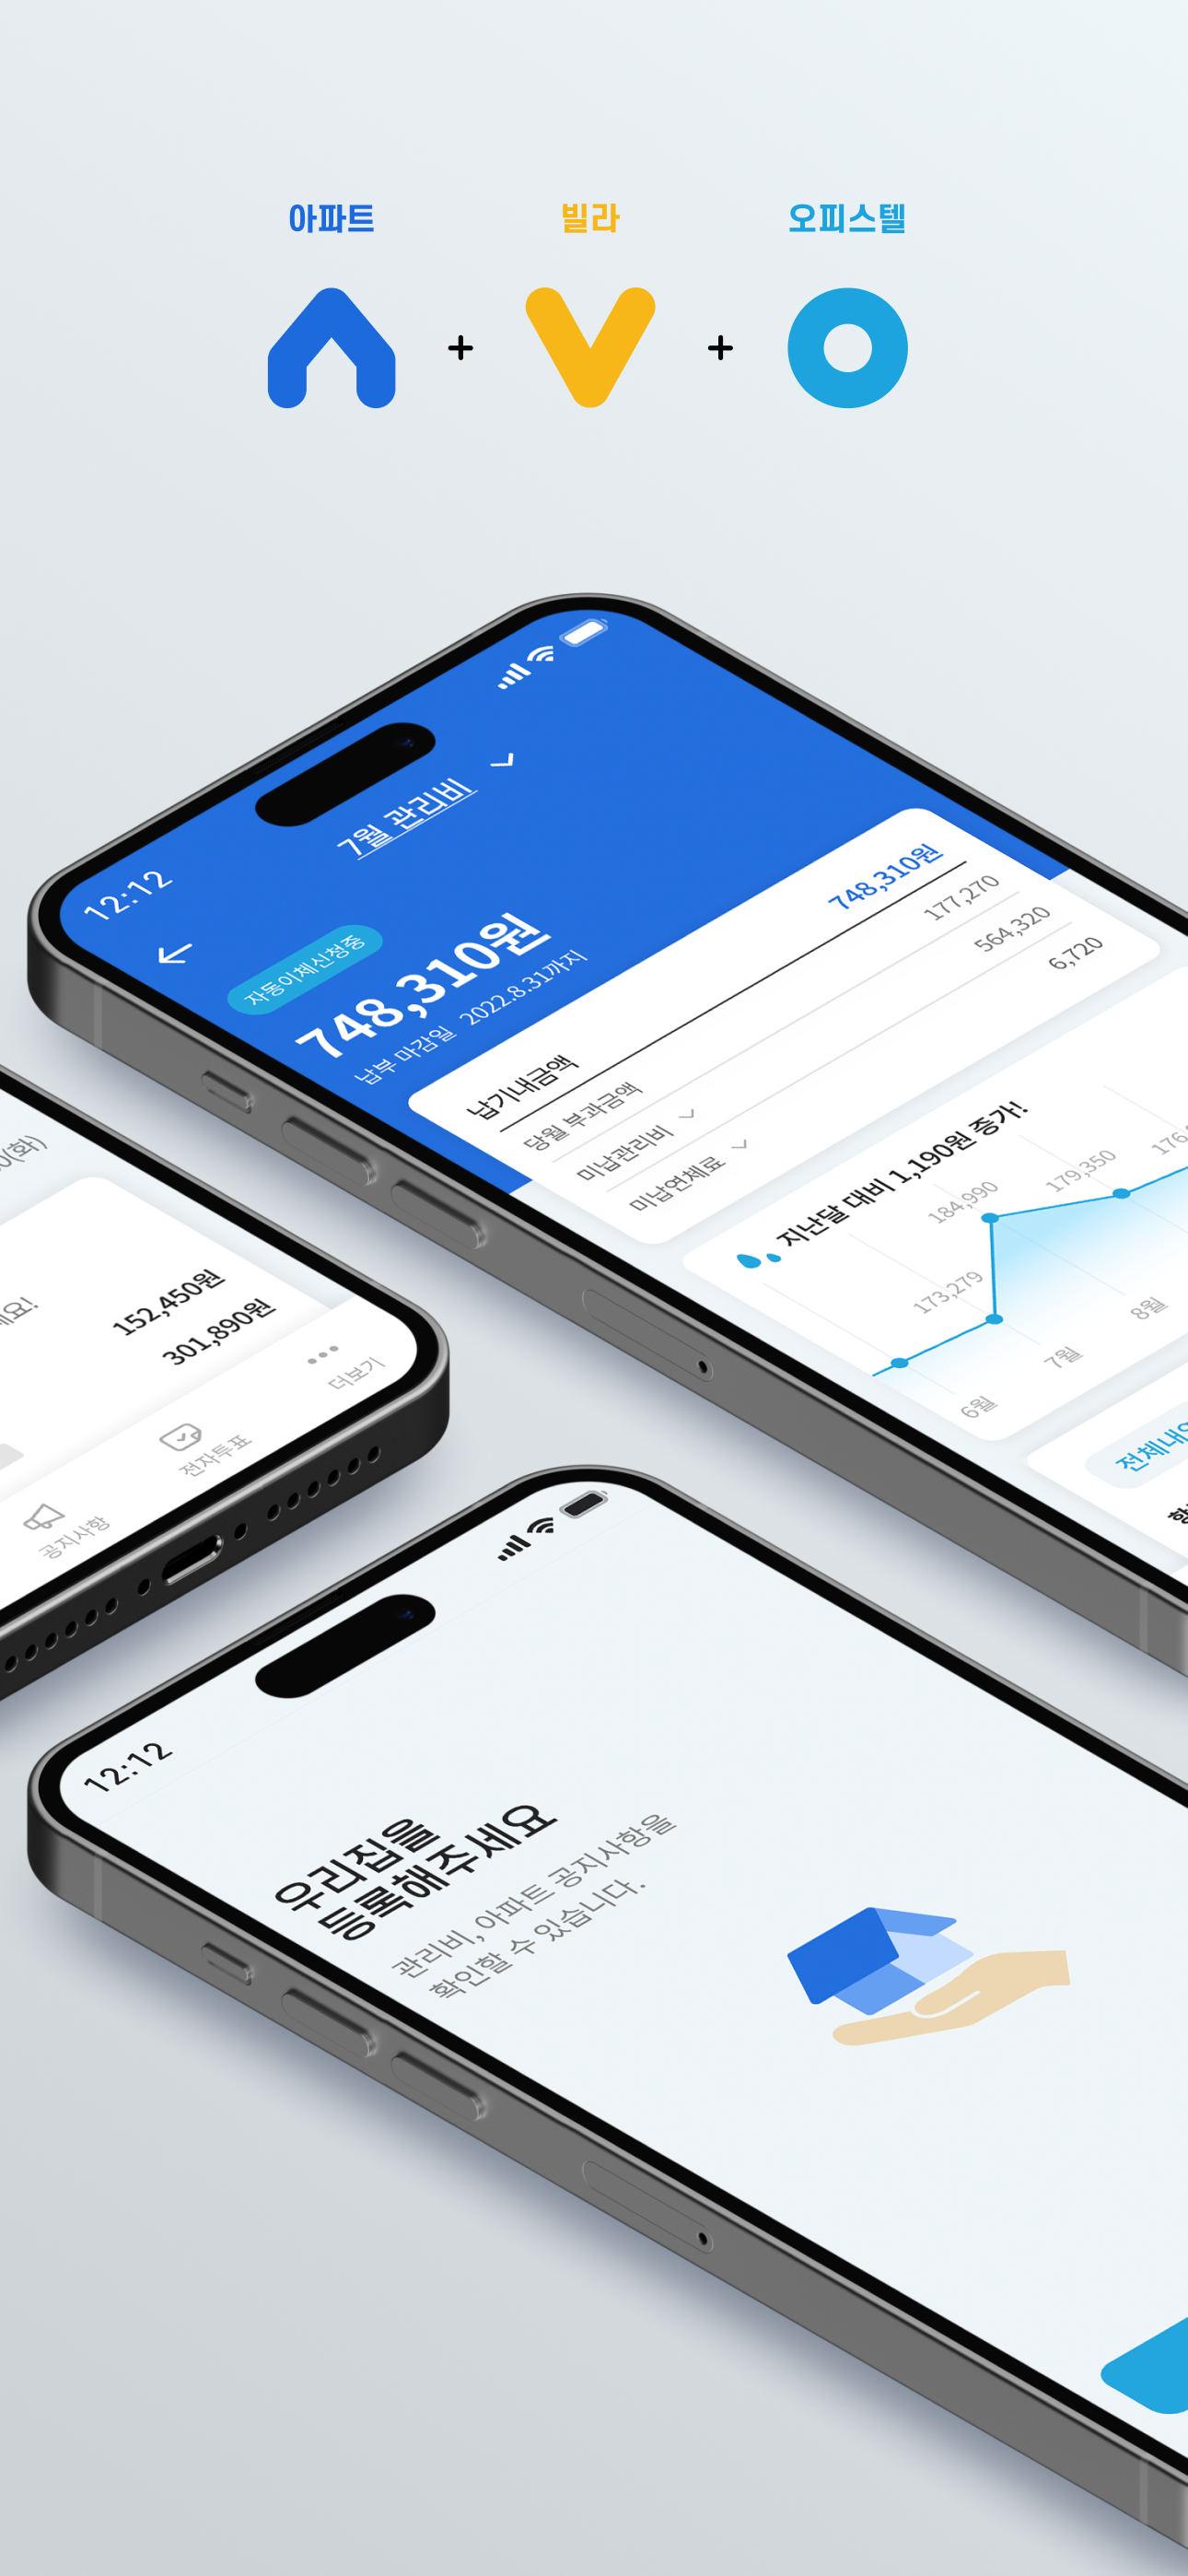 아파트
빌라
오피스텔
+
+
12:12
7월 관리비
자동이체신청중
748,310원
납부 마감일 2022.8.31까지
납기내금액 748,310원
당월 부과금액 177,270
미납관리비 564,320
미납연체료 6,720
지난달 대비 1,190원 증가!
173,279
184,990
179,350
6월
7월
8월
152,450원
301,890원
공지사항
전자투표
더보기
12:12
우리집을
등록해주세요
관리비, 아파트 공지사항을
확인할 수 있습니다.